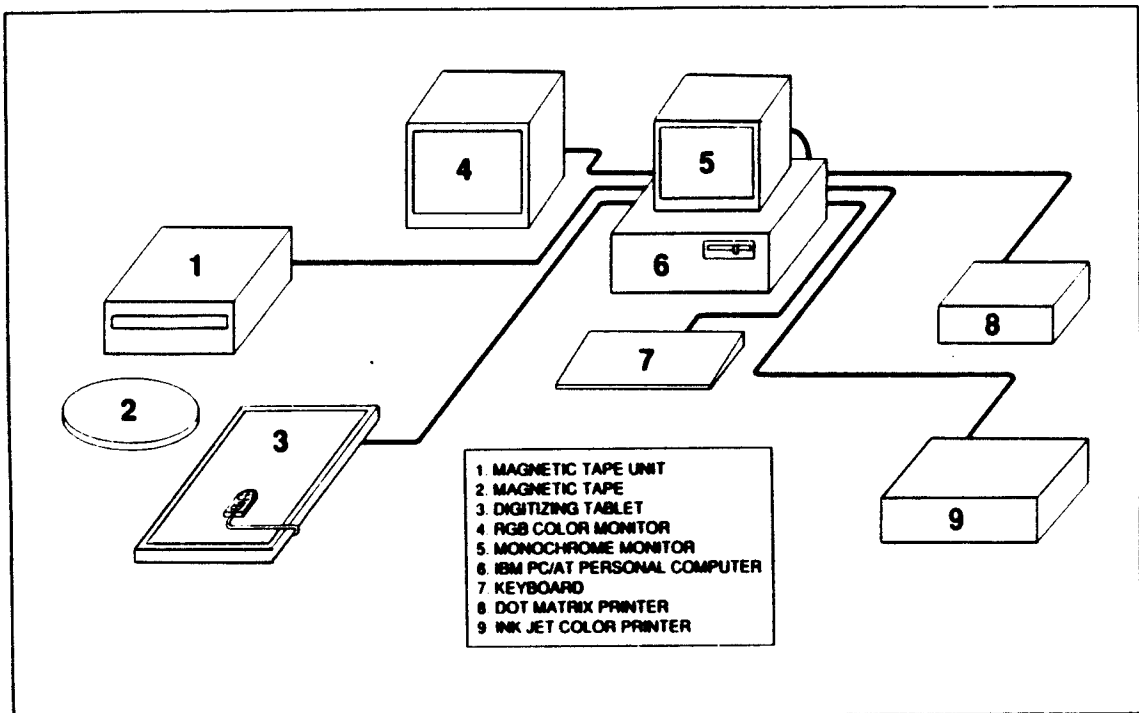 4
5
1
6
8
7
2
3
9
1. MAGNETIC TAPE UNIT
2. MAGNETIC TAPE
3. DIGITIZING TABLET
4. RGB COLOR MONITOR
5. MONOCHROME MONITOR
6. IBM PC/AT PERSONAL COMPUTER
7. KEYBOARD
8 DOT MATRIX PRINTER
9 INK JET COLOR PRINTER